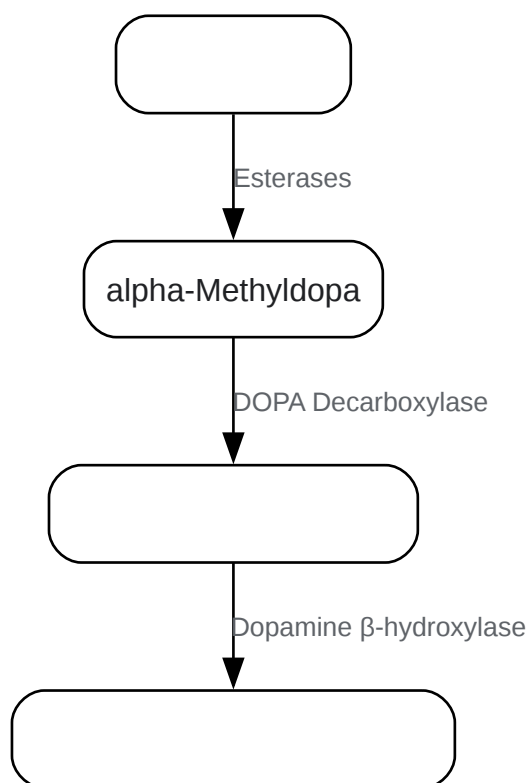 Esterases
alpha-Methyldopa
DOPA Decarboxylase
Dopamine β-hydroxylase